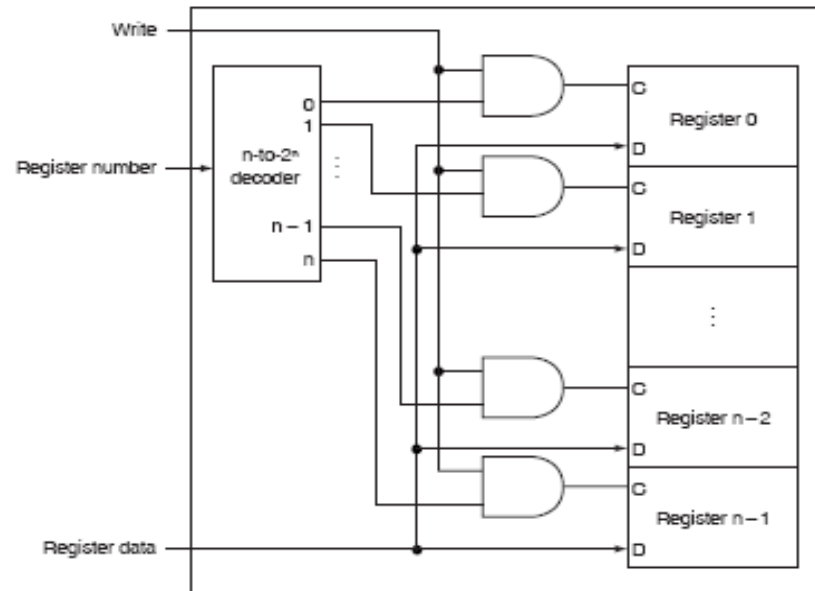 Write
0
1
n-to-2ⁿ
decoder
⋮
Register number
n – 1
n
Register data
C
Register 0
D
C
Register 1
D
⋮
C
Register n – 2
D
C
Register n – 1
D